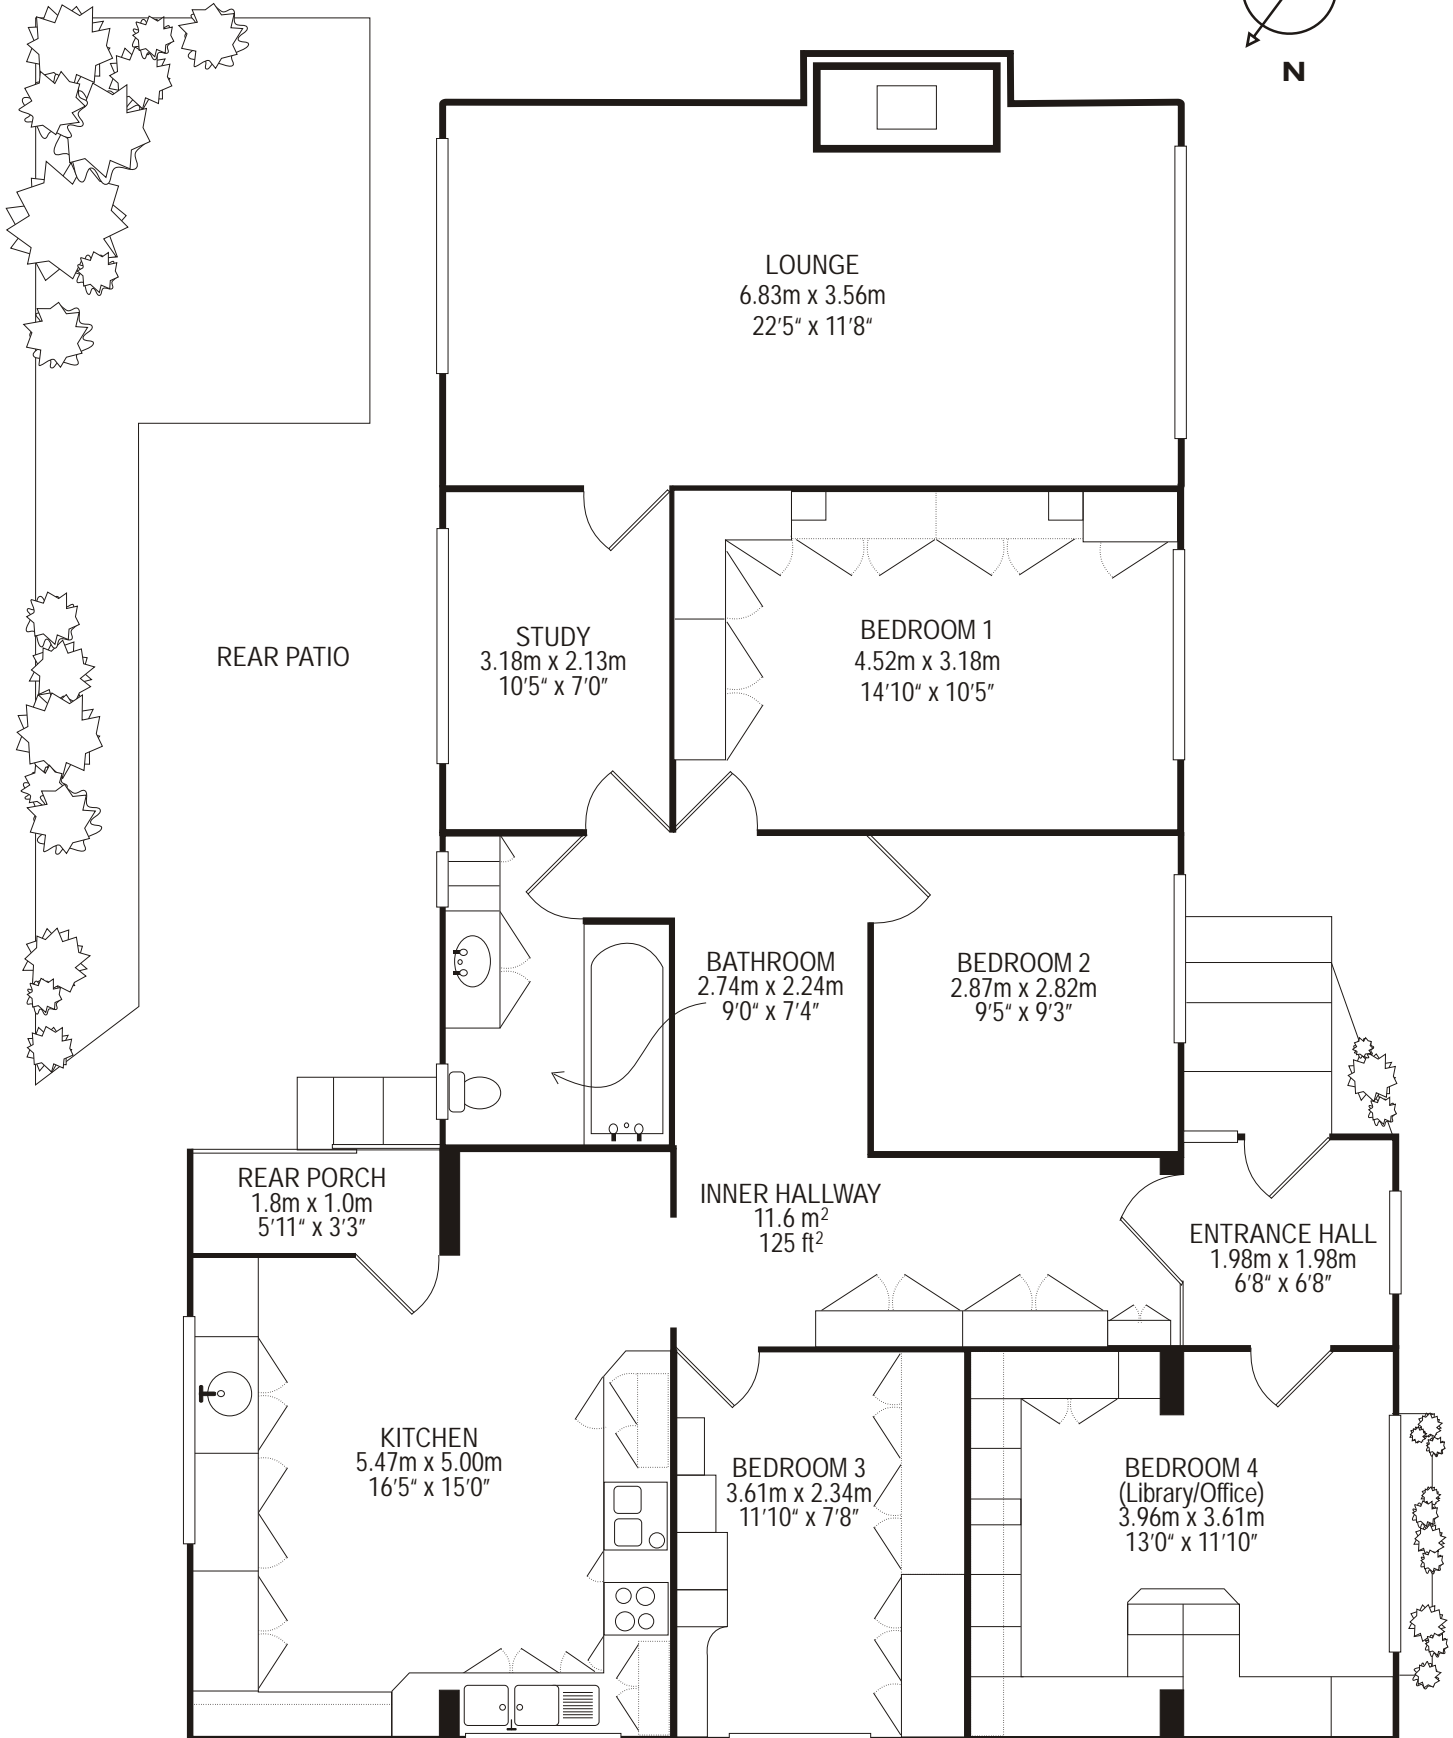 N
LOUNGE
6.83m x 3.56m
22'5“ x 11'8“
STUDY
3.18m x 2.13m
10'5“ x 7'0”
BEDROOM 1
4.52m x 3.18m
14'10“ x 10'5”
REAR PATIO
BATHROOM
2.74m x 2.24m
9'0“ x 7'4”
BEDROOM 2
2.87m x 2.82m
9'5“ x 9'3”
REAR PORCH
1.8m x 1.0m
5'11“ x 3'3”
INNER HALLWAY
11.6 m²
125 ft²
ENTRANCE HALL
1.98m x 1.98m
6'8“ x 6'8”
KITCHEN
5.47m x 5.00m
16'5“ x 15'0”
BEDROOM 3
3.61m x 2.34m
11'10“ x 7'8”
BEDROOM 4
(Library/Office)
3.96m x 3.61m
13'0“ x 11'10”